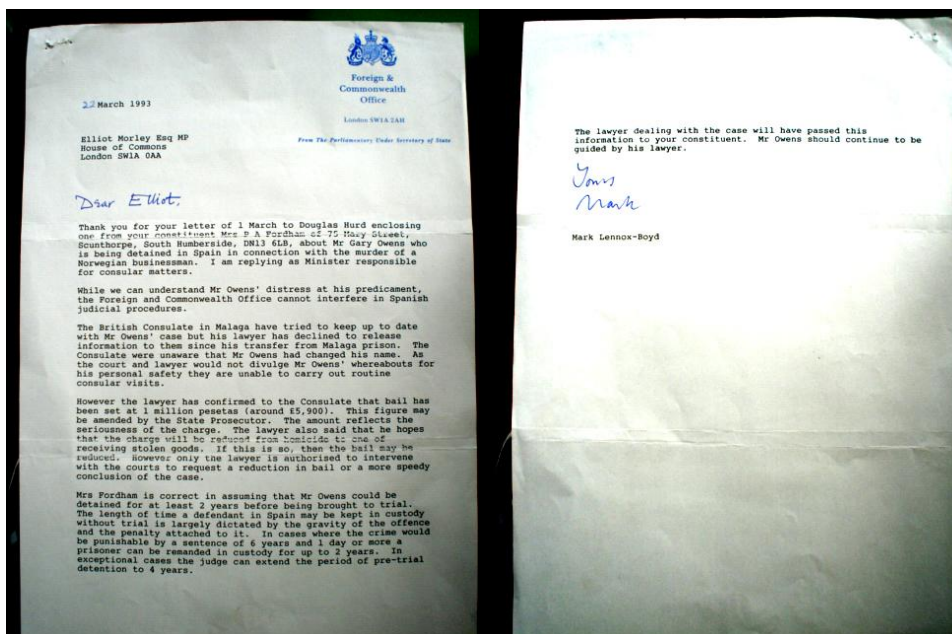 Foreign &
Commonwealth
Office
London SW1A 2AH
From The Parliamentary Under Secretary of State
22 March 1993
Elliot Morley Esq MP
House of Commons
London SW1A 0AA
Dear Elliot,
Thank you for your letter of 1 March to Douglas Hurd enclosing
one from your constituent Mrs P A Fordham of 75 Mary Street,
Scunthorpe, South Humberside, DN13 6LB, about Mr Gary Owens who
is being detained in Spain in connection with the murder of a
Norwegian businessman. I am replying as Minister responsible
for consular matters.
While we can understand Mr Owens' distress at his predicament,
the Foreign and Commonwealth Office cannot interfere in Spanish
judicial procedures.
The British Consulate in Malaga have tried to keep up to date
with Mr Owens' case but his lawyer has declined to release
information to them since his transfer from Malaga prison. The
Consulate were unaware that Mr Owens had changed his name. As
the court and lawyer would not divulge Mr Owens' whereabouts for
his personal safety they are unable to carry out routine
consular visits.
However the lawyer has confirmed to the Consulate that bail has
been set at 1 million pesetas (around £5,900). This figure may
be amended by the State Prosecutor. The amount reflects the
seriousness of the charge. The lawyer also said that he hopes
that the charge will be reduced from homicide to one of
receiving stolen goods. If this is so, then the bail may be
reduced. However only the lawyer is authorised to intervene
with the courts to request a reduction in bail or a more speedy
conclusion of the case.
Mrs Fordham is correct in assuming that Mr Owens could be
detained for at least 2 years before being brought to trial.
The length of time a defendant in Spain may be kept in custody
without trial is largely dictated by the gravity of the offence
and the penalty attached to it. In cases where the crime would
be punishable by a sentence of 6 years and 1 day or more a
prisoner can be remanded in custody for up to 2 years. In
exceptional cases the judge can extend the period of pre-trial
detention to 4 years.
The lawyer dealing with the case will have passed this
information to your constituent. Mr Owens should continue to be
guided by his lawyer.
Yours
Mark
Mark Lennox-Boyd